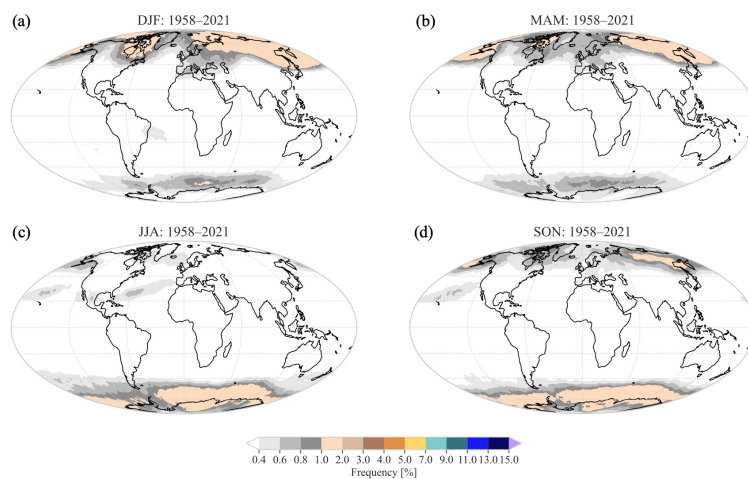 (a) DJF: 1958–2021
(b) MAM: 1958–2021
(c) JJA: 1958–2021
(d) SON: 1958–2021
0.4 0.6 0.8 1.0 2.0 3.0 4.0 5.0 7.0 9.0 11.0 13.0 15.0
Frequency [%]